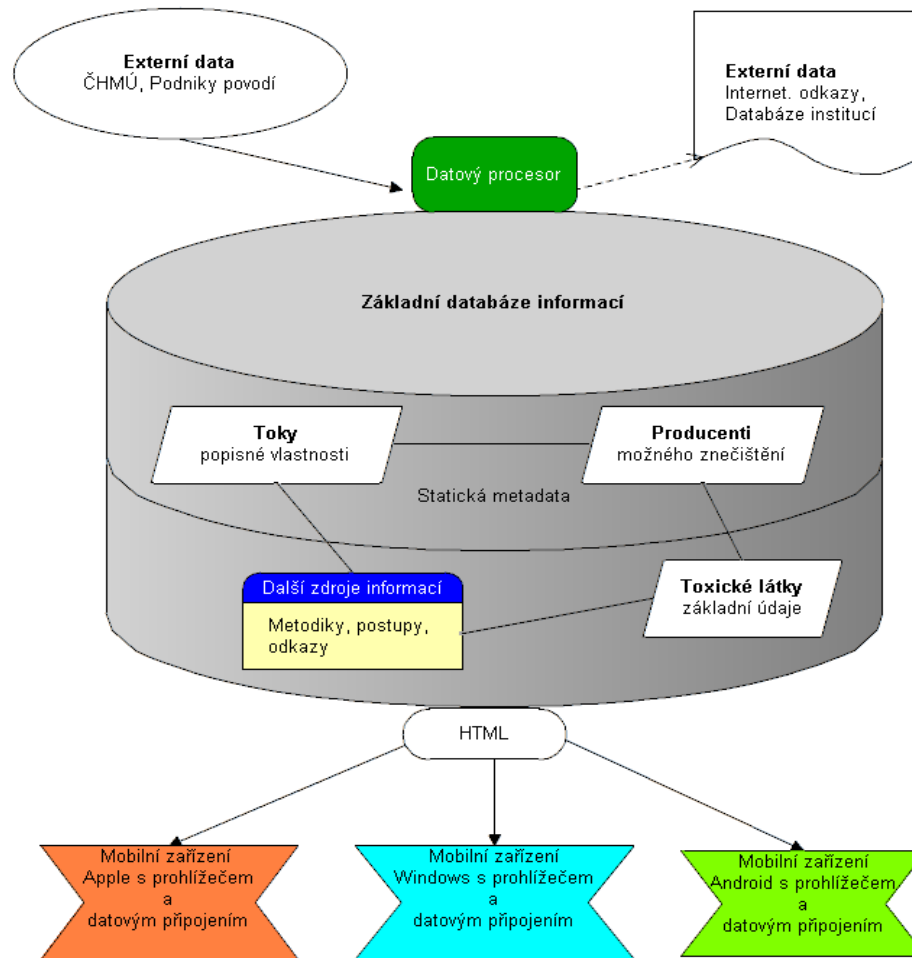 Externí data
ČHMÚ, Podniky povodí
Externí data
Internet. odkazy,
Databáze institucí
Datový procesor
Základní databáze informací
Toky
popisné vlastnosti
Producenti
možného znečištění
Statická metadata
Další zdroje informací
Metodiky, postupy,
odkazy
Toxické látky
základní údaje
HTML
Mobilní zařízení
Apple s prohlížečem
a
datovým připojením
Mobilní zařízení
Windows s prohlížečem
a
datovým připojením
Mobilní zařízení
Android s prohlížečem
a
datovým připojením